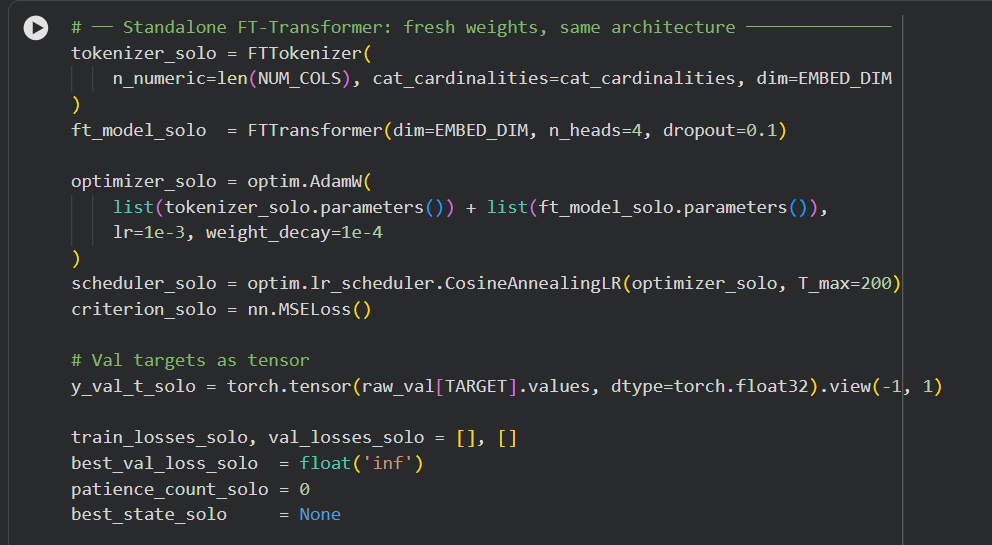 # ── Standalone FT-Transformer: fresh weights, same architecture ──────────────
tokenizer_solo = FTTokenizer(
    n_numeric=len(NUM_COLS), cat_cardinalities=cat_cardinalities, dim=EMBED_DIM
)
ft_model_solo  = FTTransformer(dim=EMBED_DIM, n_heads=4, dropout=0.1)
optimizer_solo = optim.AdamW(
    list(tokenizer_solo.parameters()) + list(ft_model_solo.parameters()),
    lr=1e-3, weight_decay=1e-4
)
scheduler_solo = optim.lr_scheduler.CosineAnnealingLR(optimizer_solo, T_max=200)
criterion_solo = nn.MSELoss()
# Val targets as tensor
y_val_t_solo = torch.tensor(raw_val[TARGET].values, dtype=torch.float32).view(-1, 1)
train_losses_solo, val_losses_solo = [], []
best_val_loss_solo  = float('inf')
patience_count_solo = 0
best_state_solo     = None